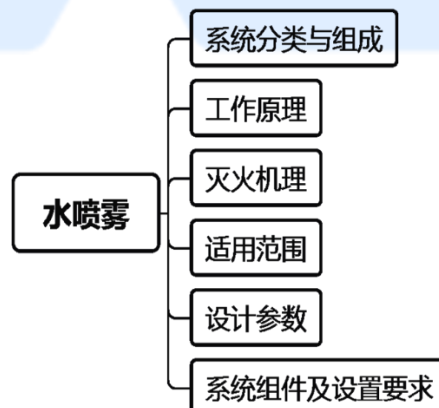 系统分类与组成
工作原理
灭火机理
水喷雾
适用范围
设计参数
系统组件及设置要求